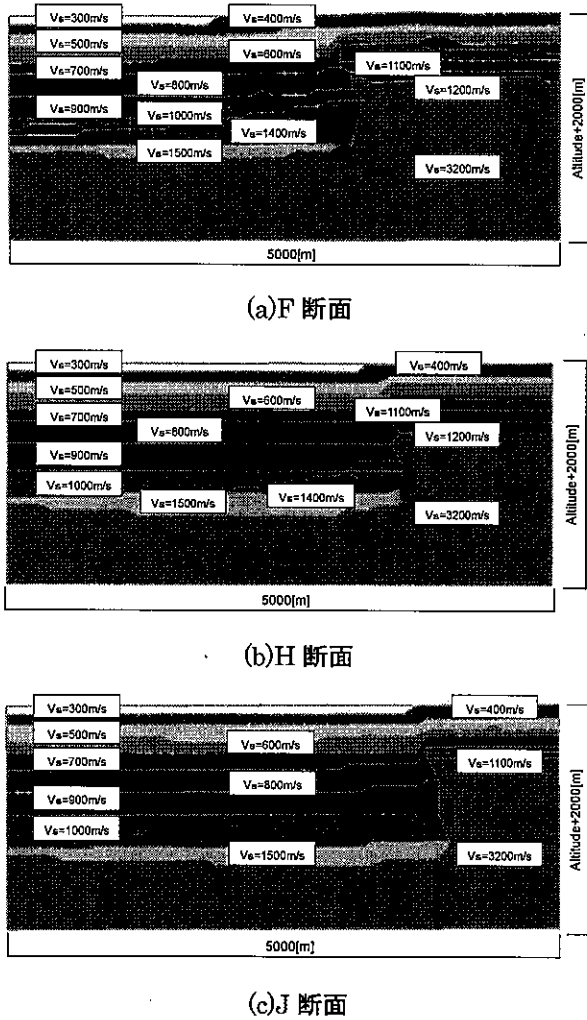 Vs=300m/s
Vs=400m/s
Vs=500m/s
Vs=600m/s
Vs=700m/s
Vs=1100m/s
Vs=800m/s
Vs=1200m/s
Vs=900m/s
Vs=1000m/s
Vs=1400m/s
Vs=1500m/s
Vs=3200m/s
Altitude+2000[m]
5000[m]
(a)F 断面
Vs=300m/s
Vs=400m/s
Vs=500m/s
Vs=600m/s
Vs=700m/s
Vs=1100m/s
Vs=800m/s
Vs=1200m/s
Vs=900m/s
Vs=1000m/s
Vs=1500m/s
Vs=1400m/s
Vs=3200m/s
Altitude+2000[m]
5000[m]
(b)H 断面
Vs=300m/s
Vs=400m/s
Vs=500m/s
Vs=600m/s
Vs=700m/s
Vs=1100m/s
Vs=800m/s
Vs=900m/s
Vs=1000m/s
Vs=1500m/s
Vs=3200m/s
Altitude+2000[m]
5000[m]
(c)J 断面